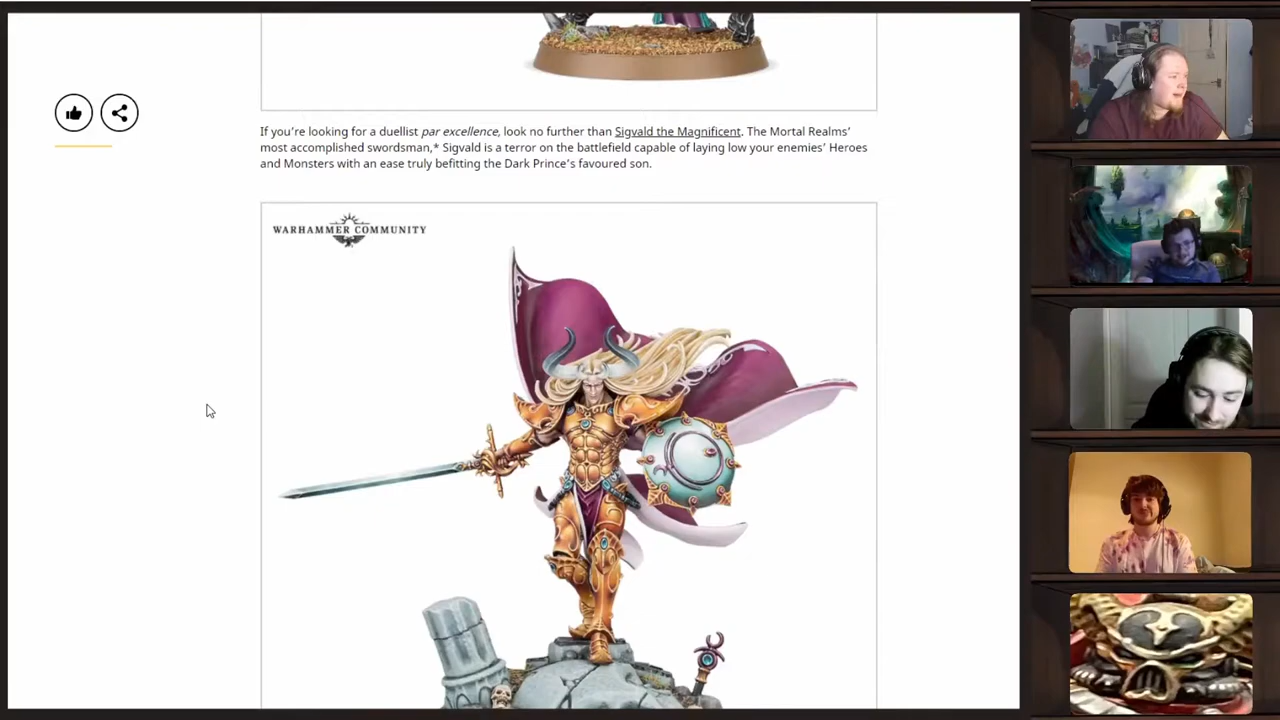 If you're looking for a duellist par excellence, look no further than Sigvald the Magnificent. The Mortal Realms'
most accomplished swordsman,* Sigvald is a terror on the battlefield capable of laying low your enemies' Heroes
and Monsters with an ease truly befitting the Dark Prince's favoured son.
WARHAMMER COMMUNITY